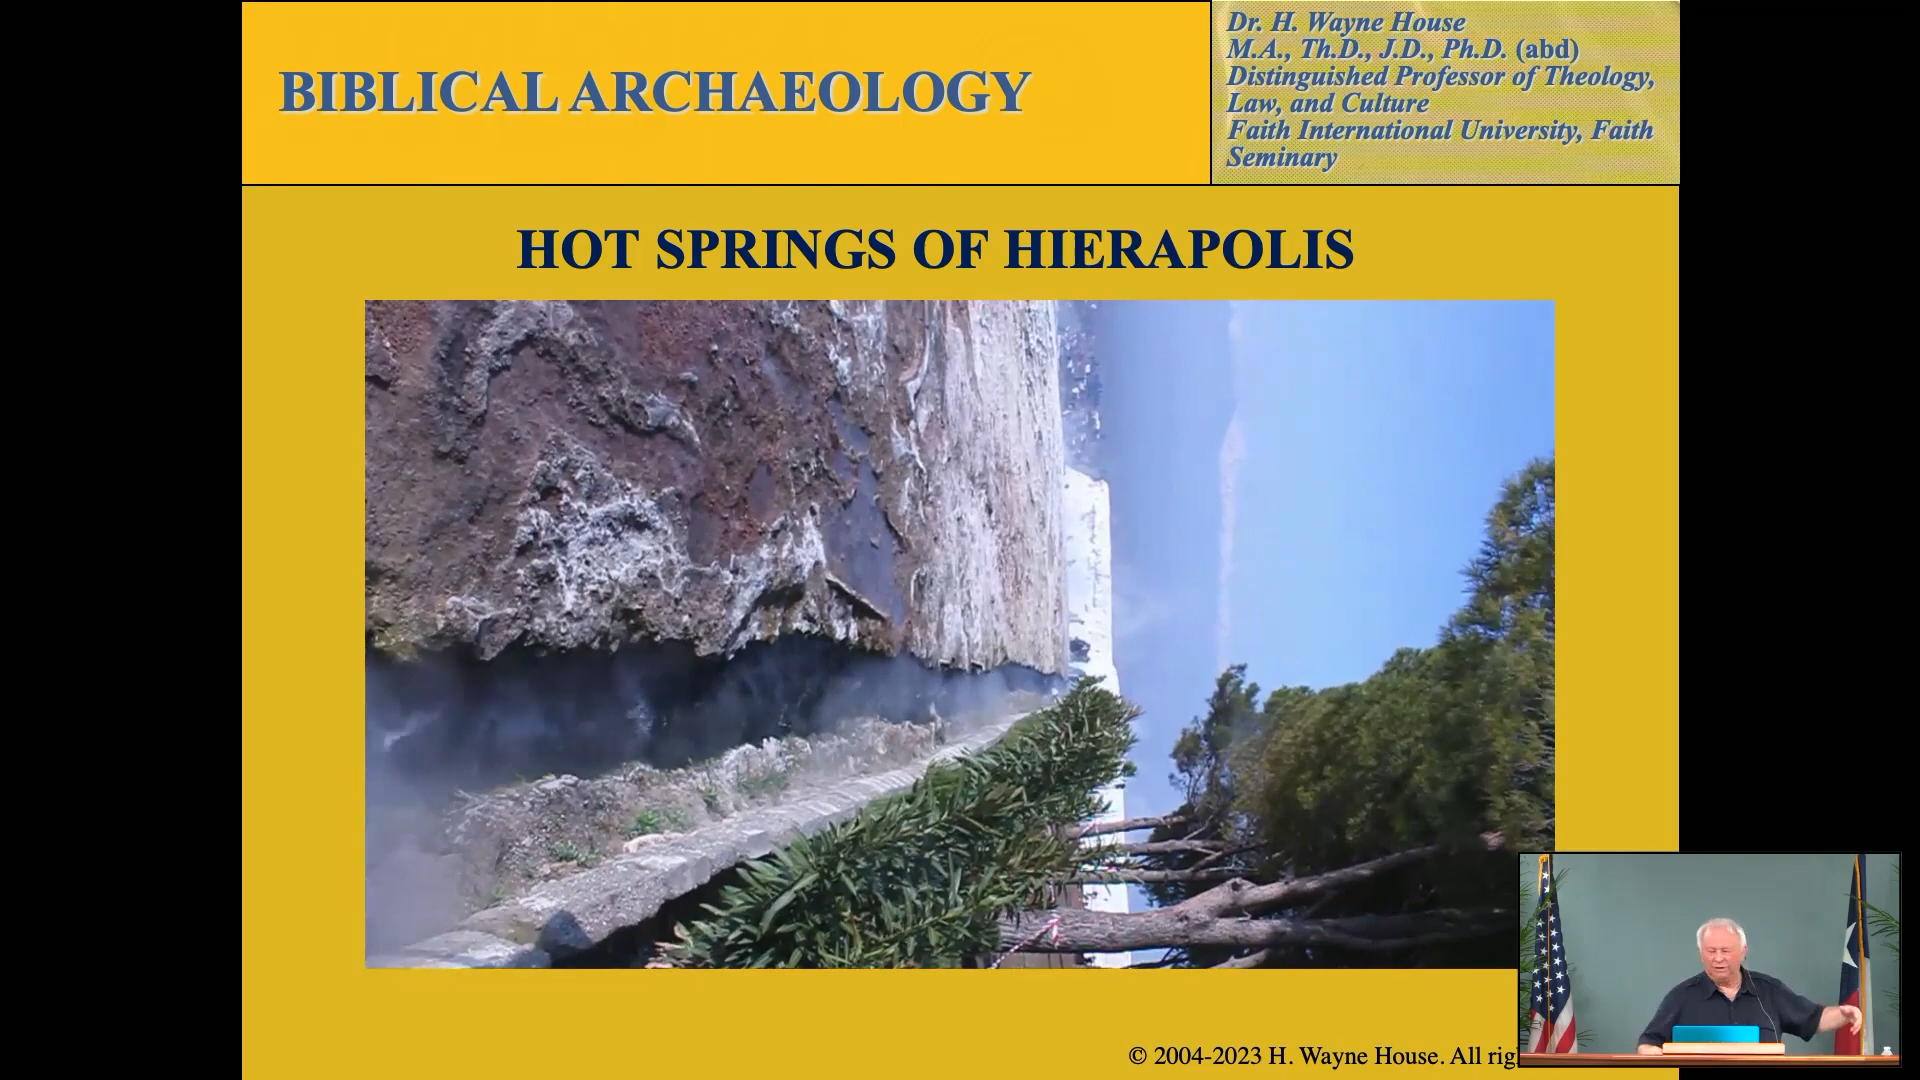 BIBLICAL ARCHAEOLOGY
Dr. H. Wayne House
M.A., Th.D., J.D., Ph.D. (abd)
Distinguished Professor of Theology,
Law, and Culture
Faith International University, Faith
Seminary
HOT SPRINGS OF HIERAPOLIS
© 2004-2023 H. Wayne House. All rig